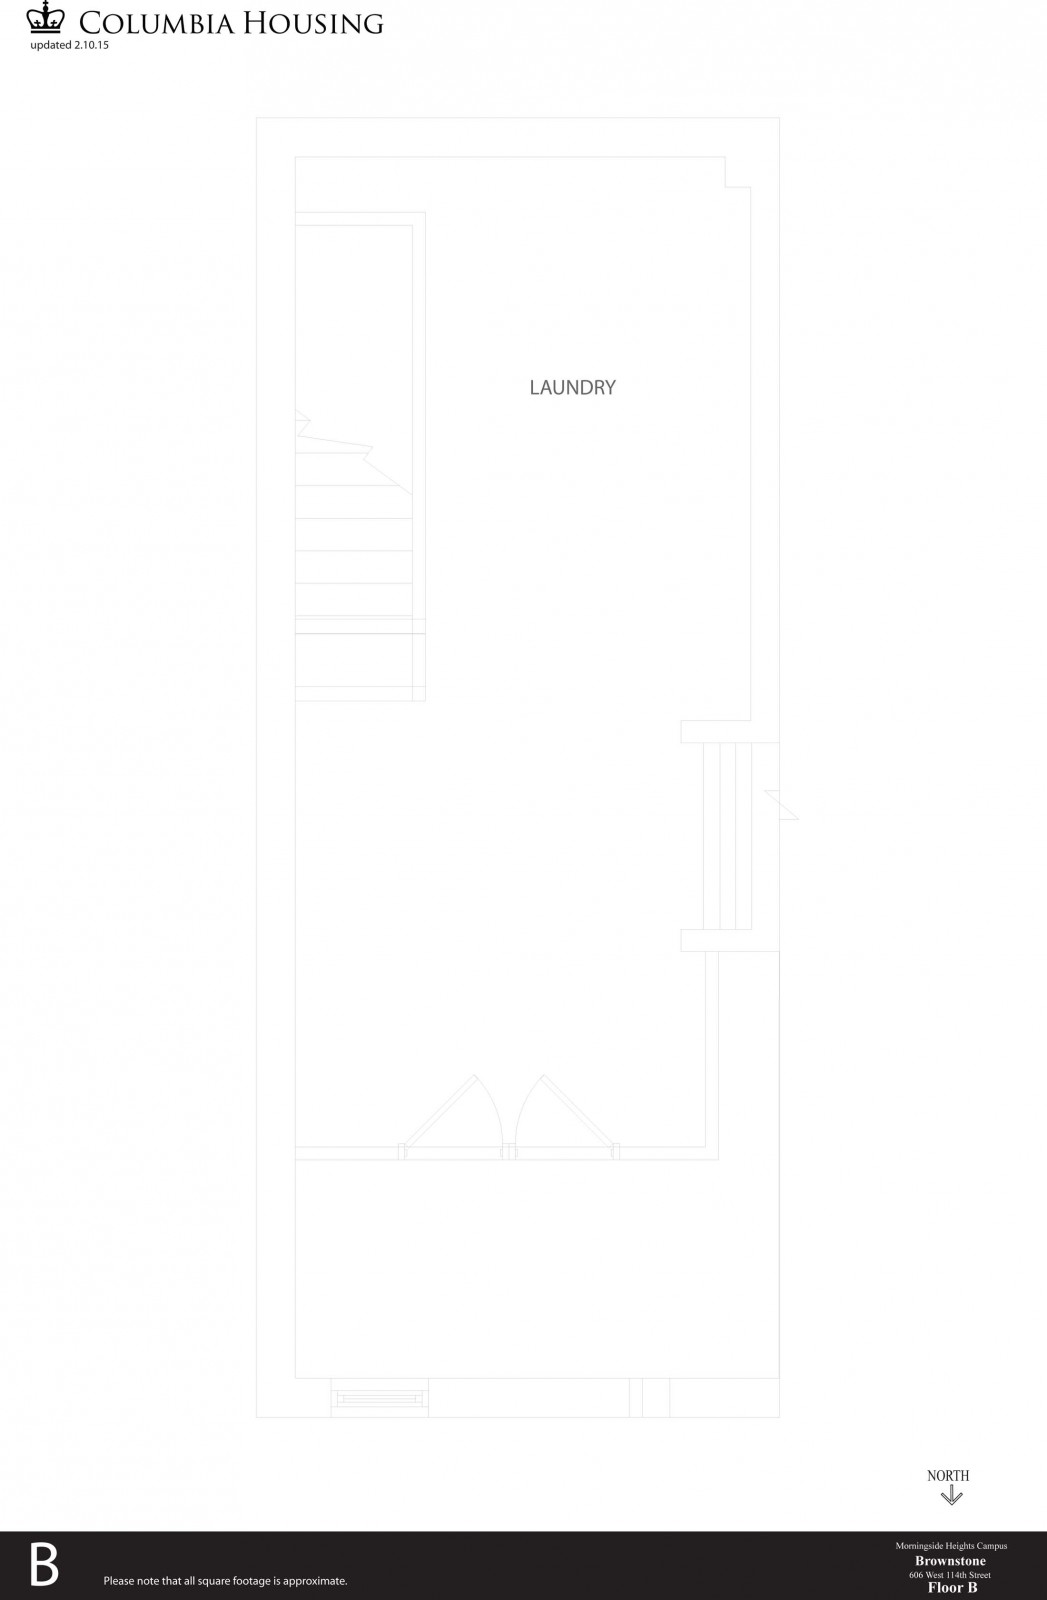 COLUMBIA HOUSING
updated 2.10.15
LAUNDRY
NORTH
B
Please note that all square footage is approximate.
Morningside Heights Campus
Brownstone
606 West 114th Street
Floor B